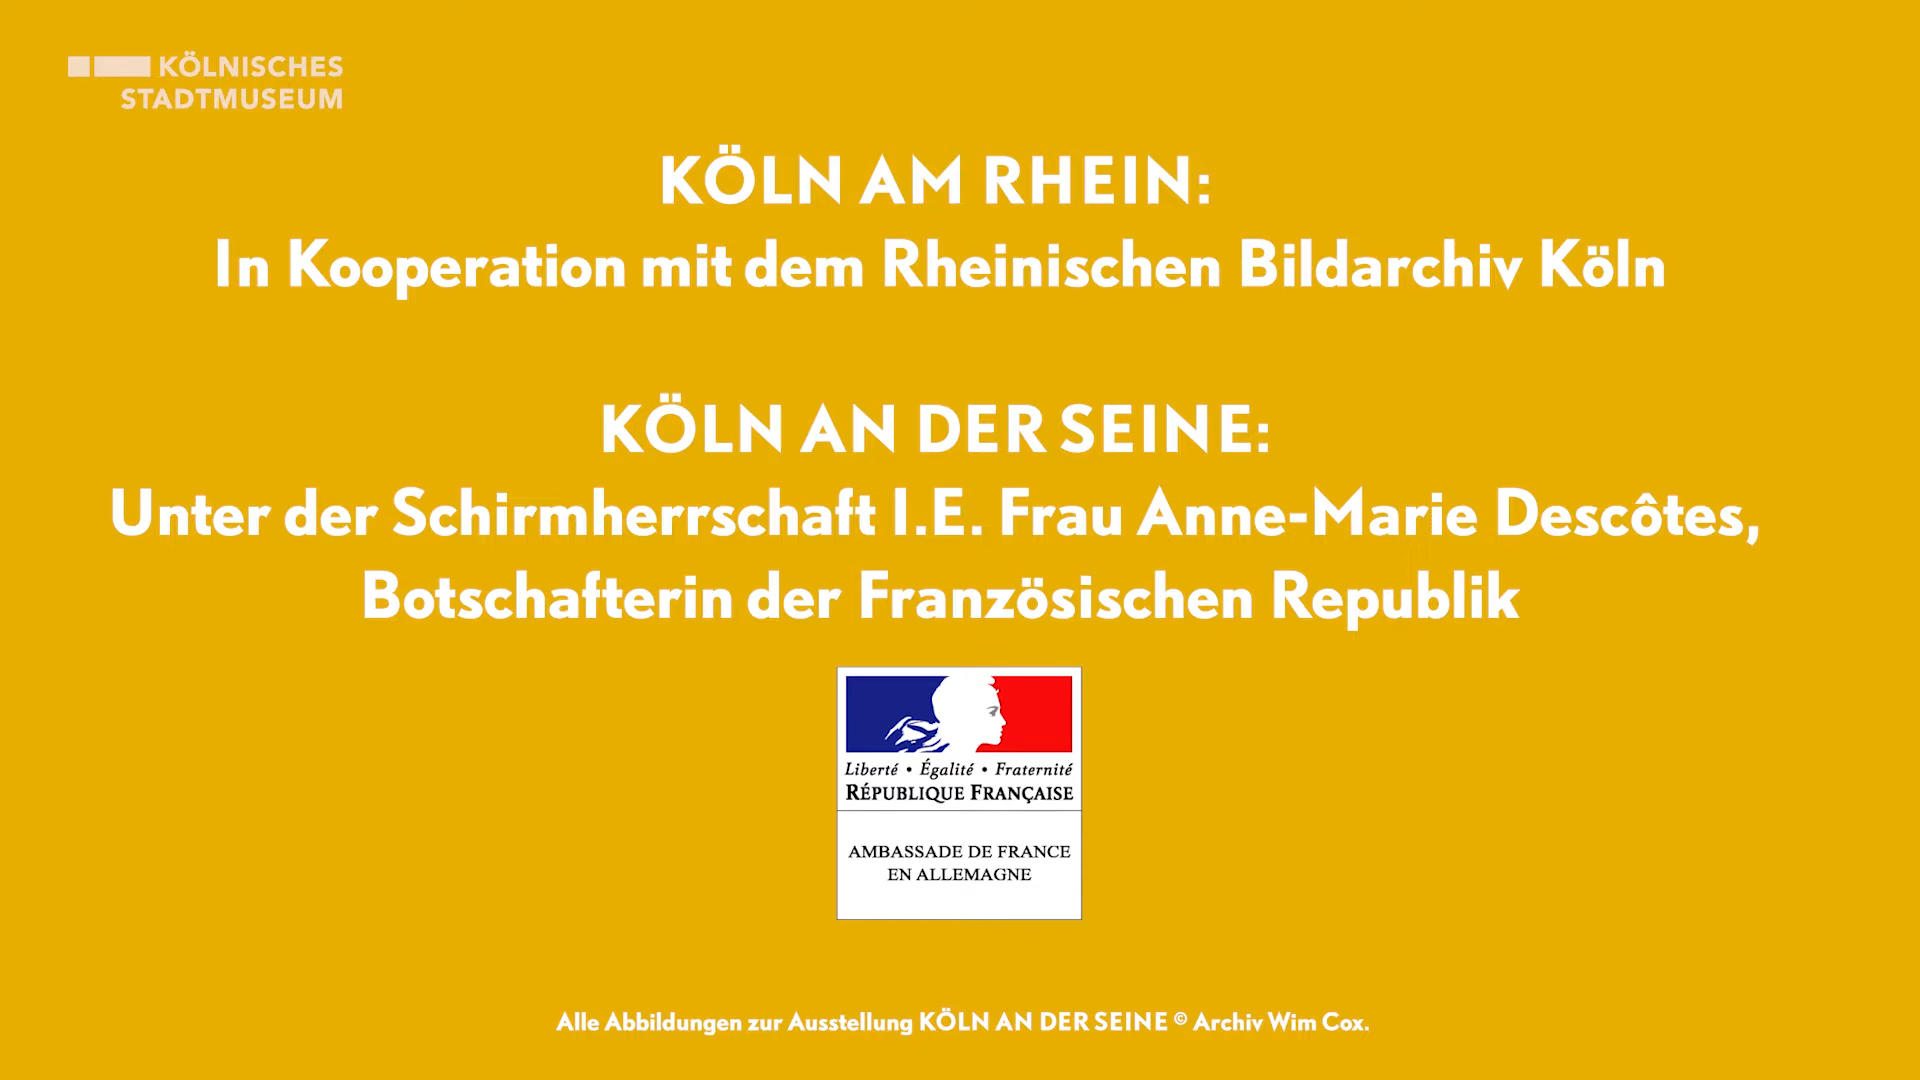 KÖLNISCHES
STADTMUSEUM
KÖLN AM RHEIN:
In Kooperation mit dem Rheinischen Bildarchiv Köln
KÖLN AN DER SEINE:
Unter der Schirmherrschaft I.E. Frau Anne-Marie Descôtes,
Botschafterin der Französischen Republik
Liberté • Égalité • Fraternité
RÉPUBLIQUE FRANÇAISE
AMBASSADE DE FRANCE
EN ALLEMAGNE
Alle Abbildungen zur Ausstellung KÖLN AN DER SEINE © Archiv Wim Cox.